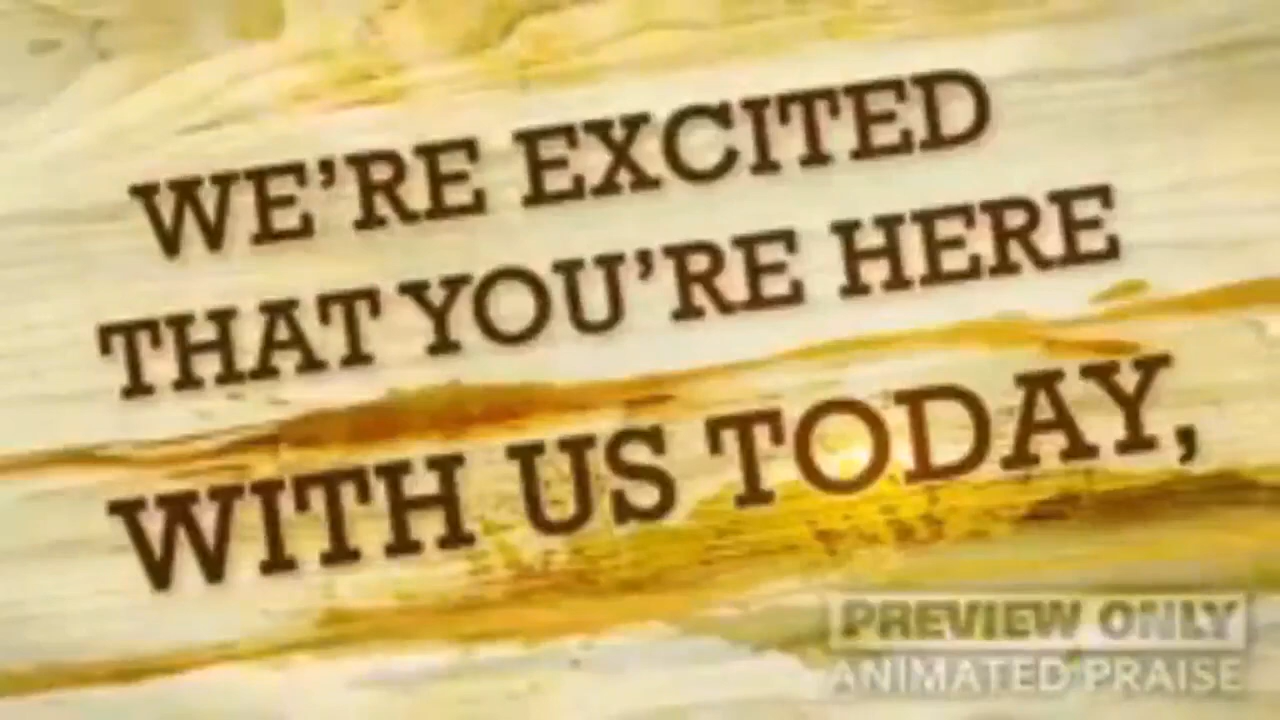 WE'RE EXCITED
THAT YOU'RE HERE
WITH US TODAY,
PREVIEW ONLY
ANIMATED PRAISE